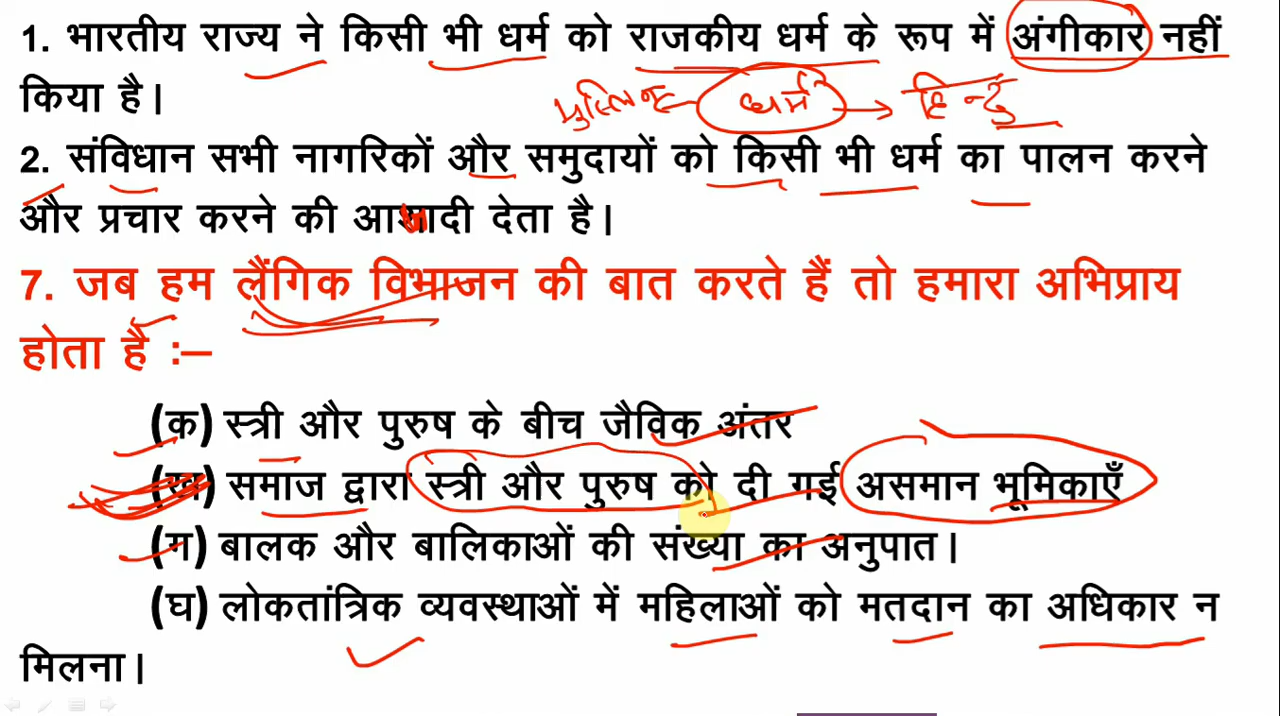 1. भारतीय राज्य ने किसी भी धर्म को राजकीय धर्म के रूप में अंगीकार नहीं
किया है।
मुस्लिम धर्म हिन्दु
2. संविधान सभी नागरिकों और समुदायों को किसी भी धर्म का पालन करने
और प्रचार करने की आजादी देता है।
7. जब हम लैंगिक विभाजन की बात करते हैं तो हमारा अभिप्राय
होता है :–
(क) स्त्री और पुरुष के बीच जैविक अंतर
(ख) समाज द्वारा स्त्री और पुरुष को दी गई असमान भूमिकाएँ
(ग) बालक और बालिकाओं की संख्या का अनुपात।
(घ) लोकतांत्रिक व्यवस्थाओं में महिलाओं को मतदान का अधिकार न
मिलना।